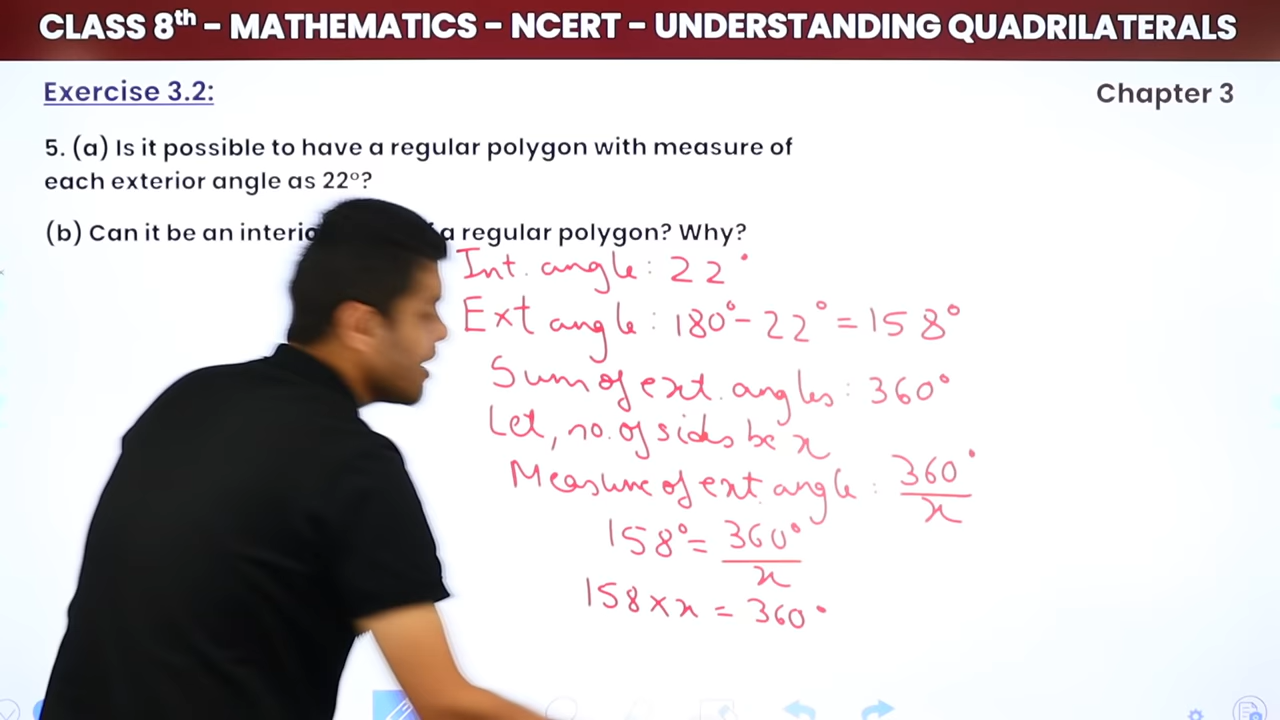 CLASS 8th – MATHEMATICS – NCERT – UNDERSTANDING QUADRILATERALS
Exercise 3.2:
Chapter 3
5. (a) Is it possible to have a regular polygon with measure of
each exterior angle as 22°?
(b) Can it be an a regular polygon? Why?
Int. angle: 22°
Ext angle: 180° - 22° = 158°
Sum of ext. angles: 360°
Let, no. of sides be x
Measure of ext. angle: 360°/x
158° = 360°/x
158 × x = 360°